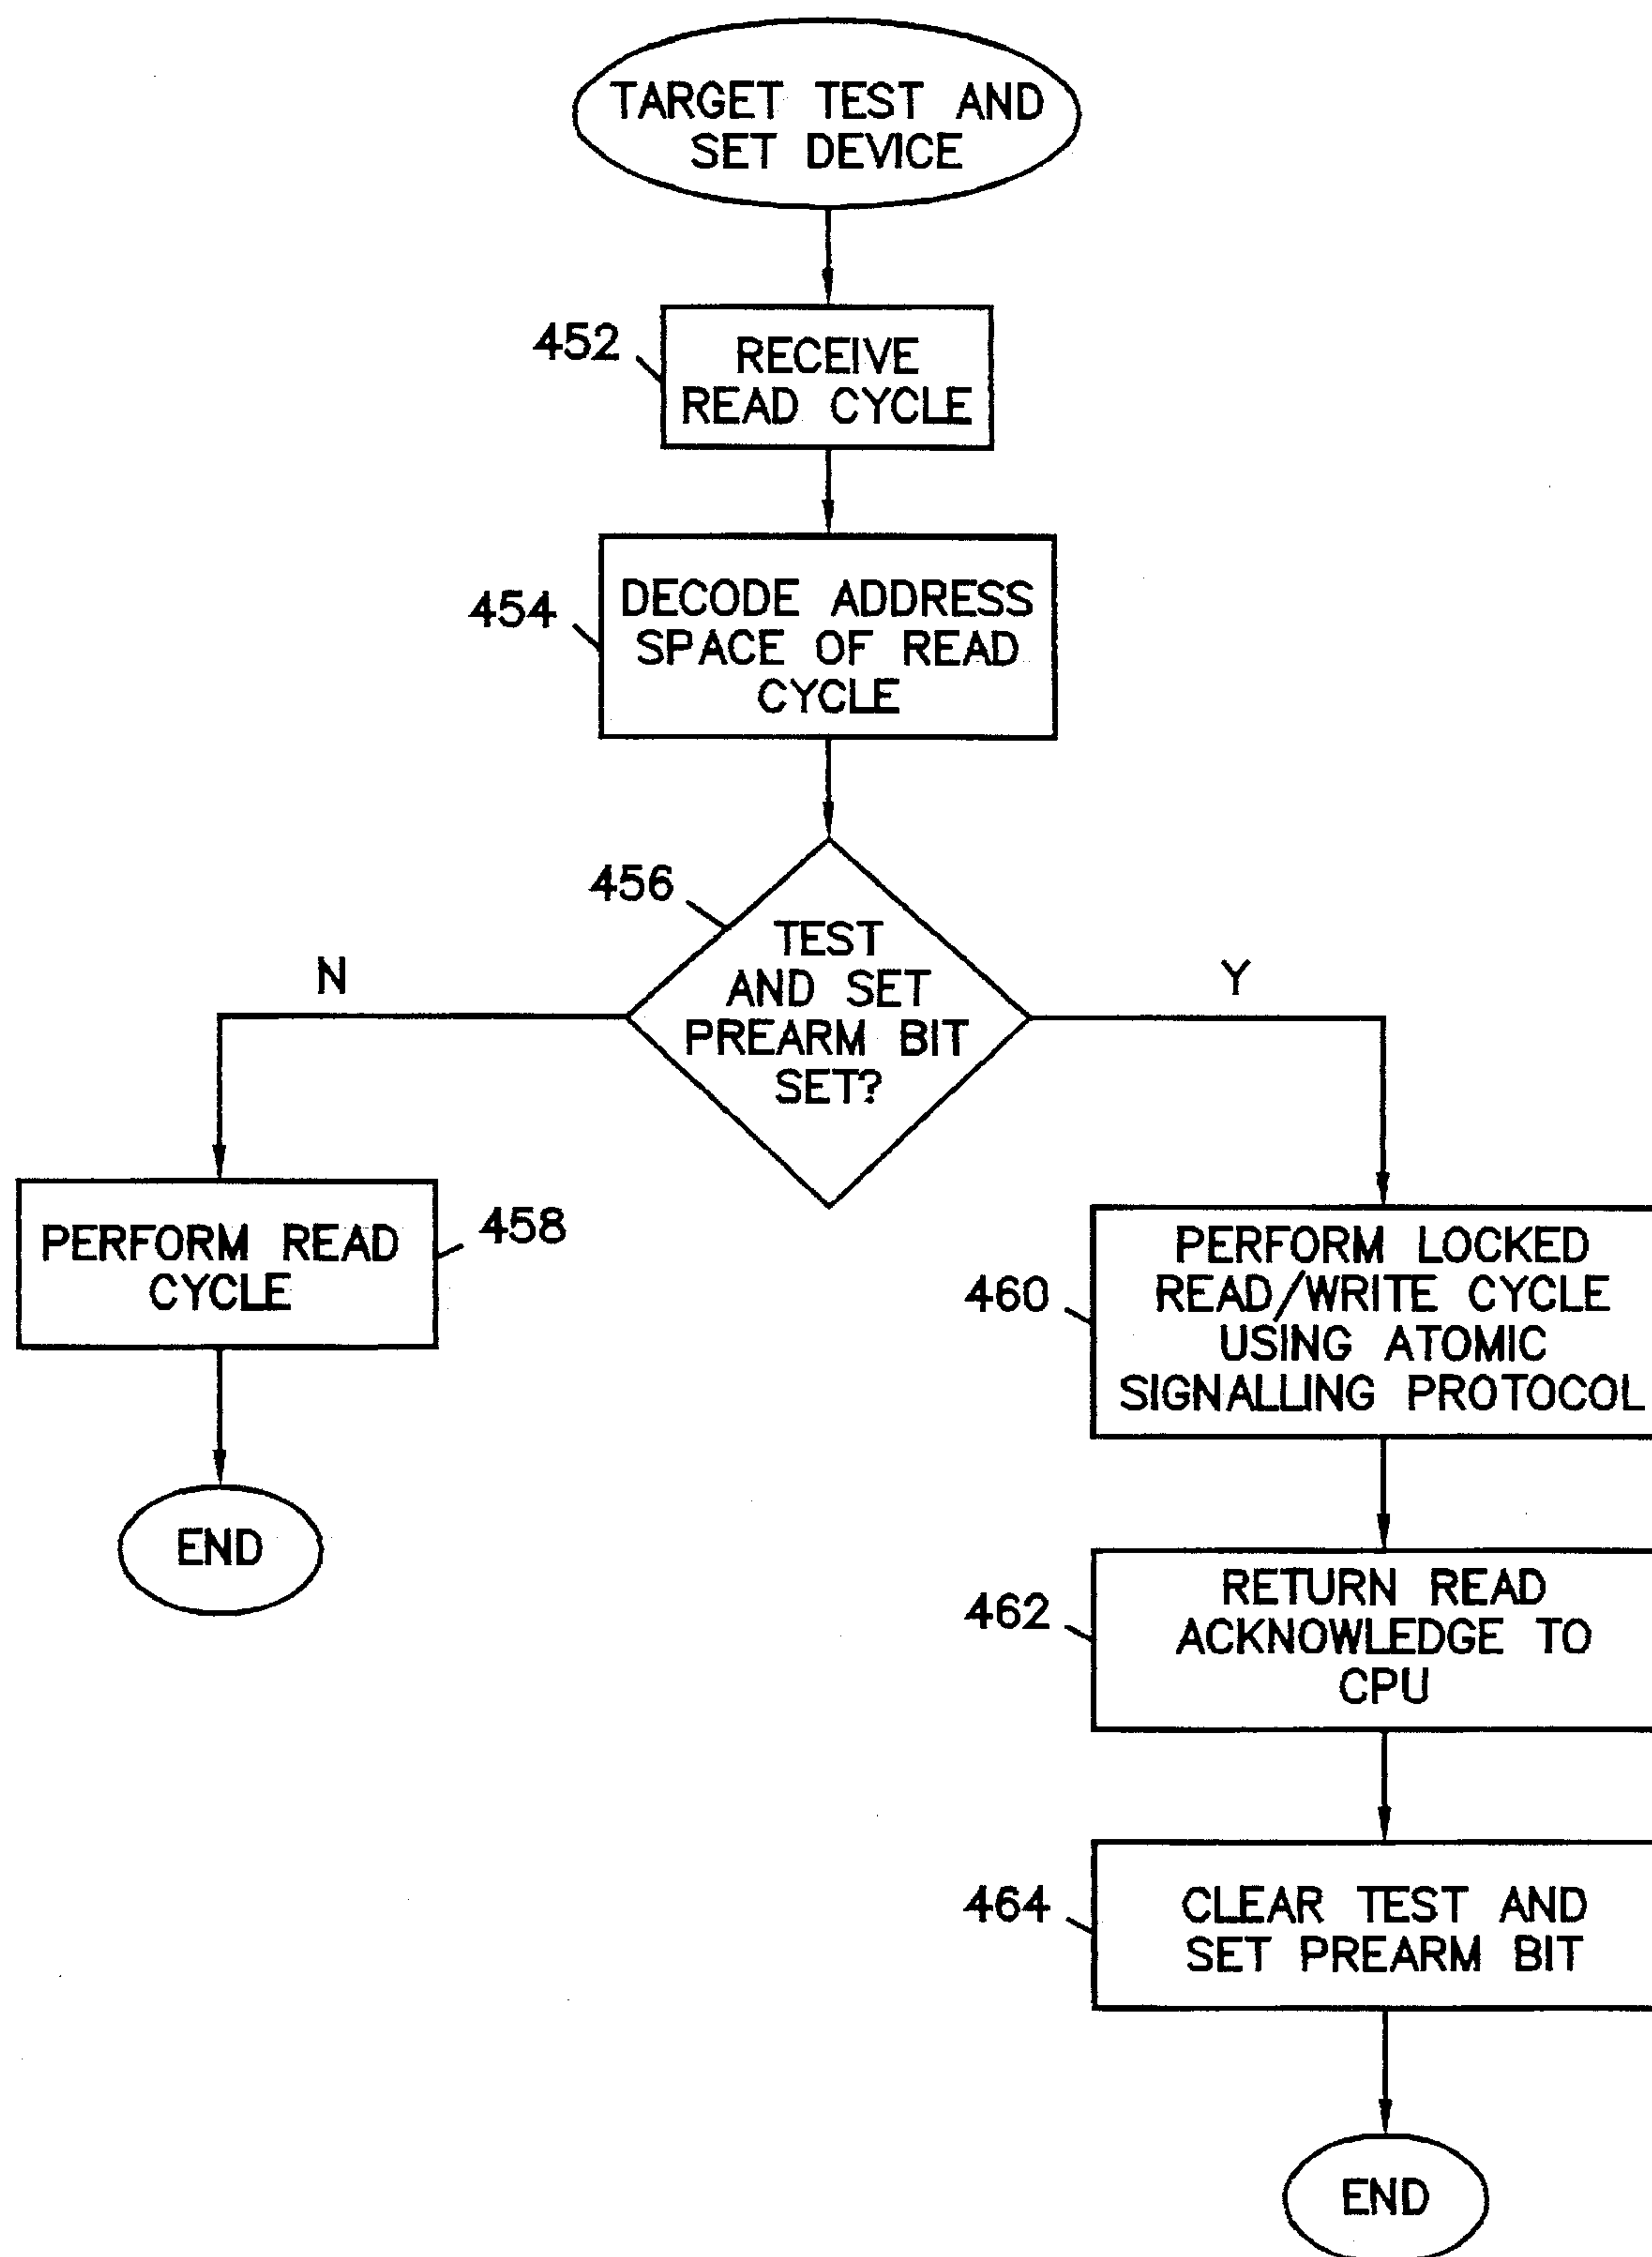 TARGET TEST AND
SET DEVICE
452
RECEIVE
READ CYCLE
454
DECODE ADDRESS
SPACE OF READ
CYCLE
456
TEST
AND SET
PREARM BIT
SET?
N
Y
PERFORM READ
CYCLE
458
END
460
PERFORM LOCKED
READ/WRITE CYCLE
USING ATOMIC
SIGNALLING PROTOCOL
462
RETURN READ
ACKNOWLEDGE TO
CPU
464
CLEAR TEST AND
SET PREARM BIT
END